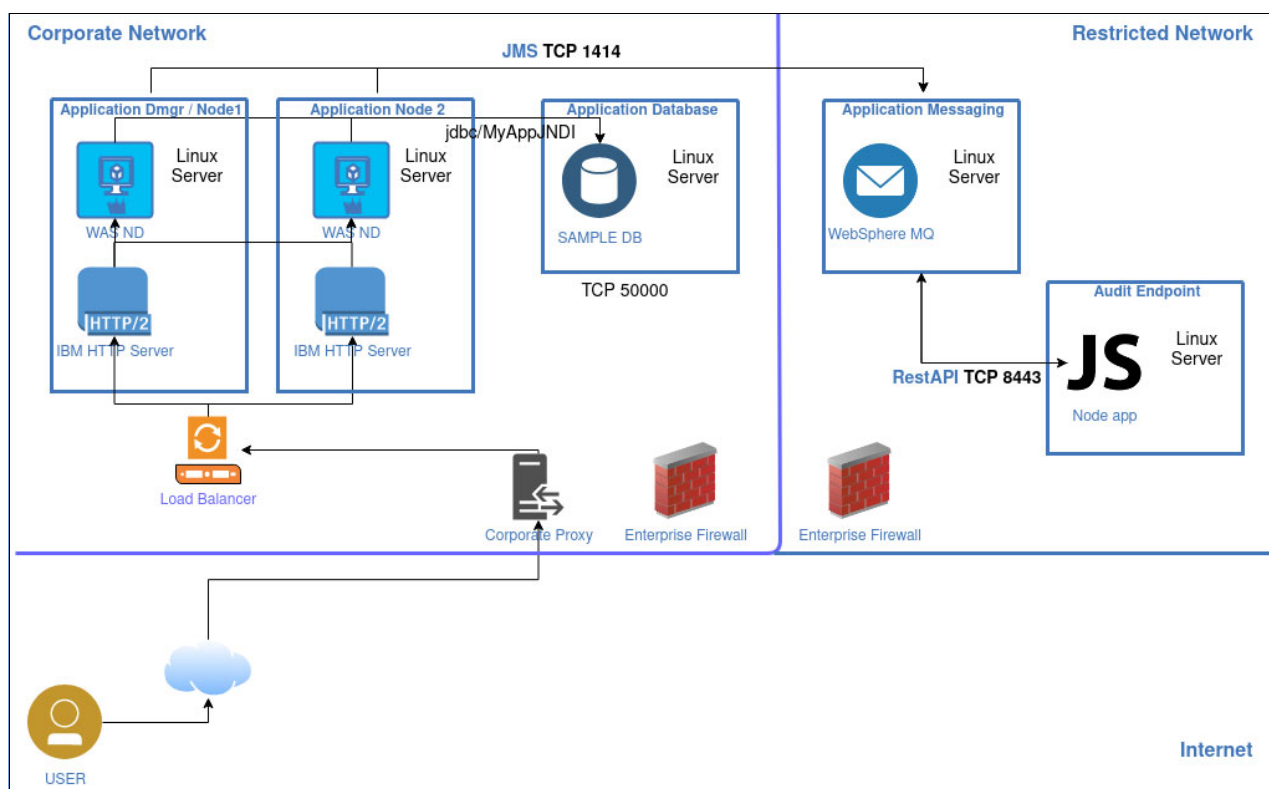 Corporate Network
Restricted Network
JMS TCP 1414
Application Dmgr / Node1
Application Node 2
Application Database
Application Messaging
jdbc/MyAppJNDI
Linux
Server
Linux
Server
Linux
Server
Linux
Server
WAS ND
WAS ND
SAMPLE DB
WebSphere MQ
TCP 50000
Audit Endpoint
HTTP/2
HTTP/2
IBM HTTP Server
IBM HTTP Server
Linux
Server
JS
RestAPI TCP 8443
Node app
Load Balancer
Corporate Proxy
Enterprise Firewall
Enterprise Firewall
Internet
USER